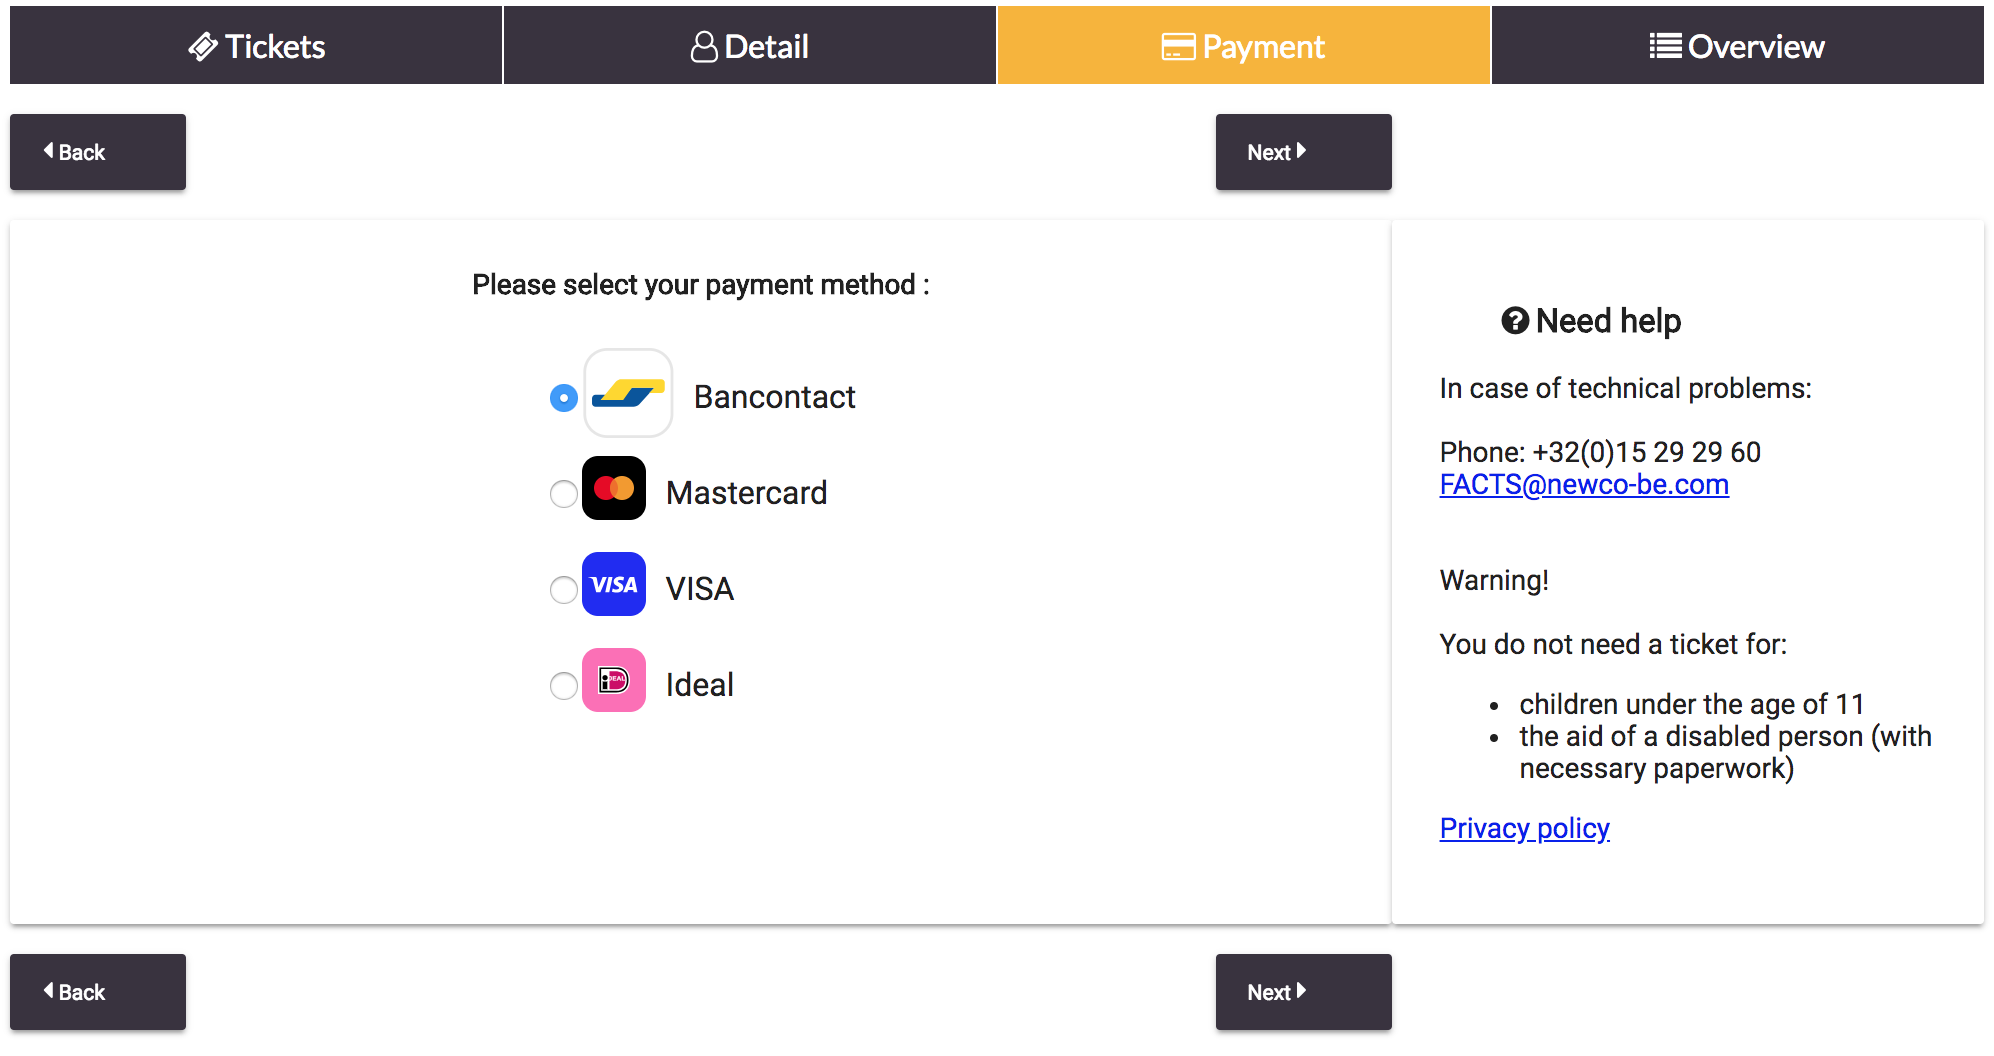 Tickets
Detail
Payment
Overview
Back
Next
Please select your payment method :
Bancontact
Mastercard
VISA
VISA
iDEAL
Ideal
Need help
In case of technical problems:
Phone: +32(0)15 29 29 60
FACTS@newco-be.com
Warning!
You do not need a ticket for:
• children under the age of 11
• the aid of a disabled person (with
necessary paperwork)
Privacy policy
Back
Next